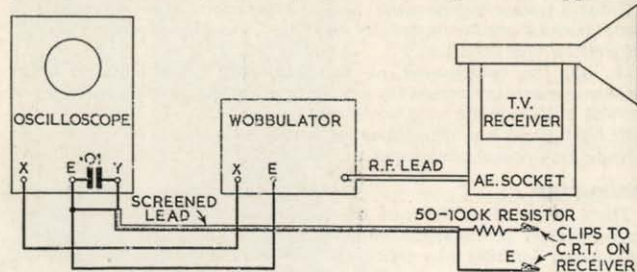 OSCILLOSCOPE
X
E
·01
Y
WOBBULATOR
X
E
SCREENED
LEAD
R.F. LEAD
T.V.
RECEIVER
AE. SOCKET
50-100K RESISTOR
CLIPS TO
C.R.T. ON
RECEIVER
E